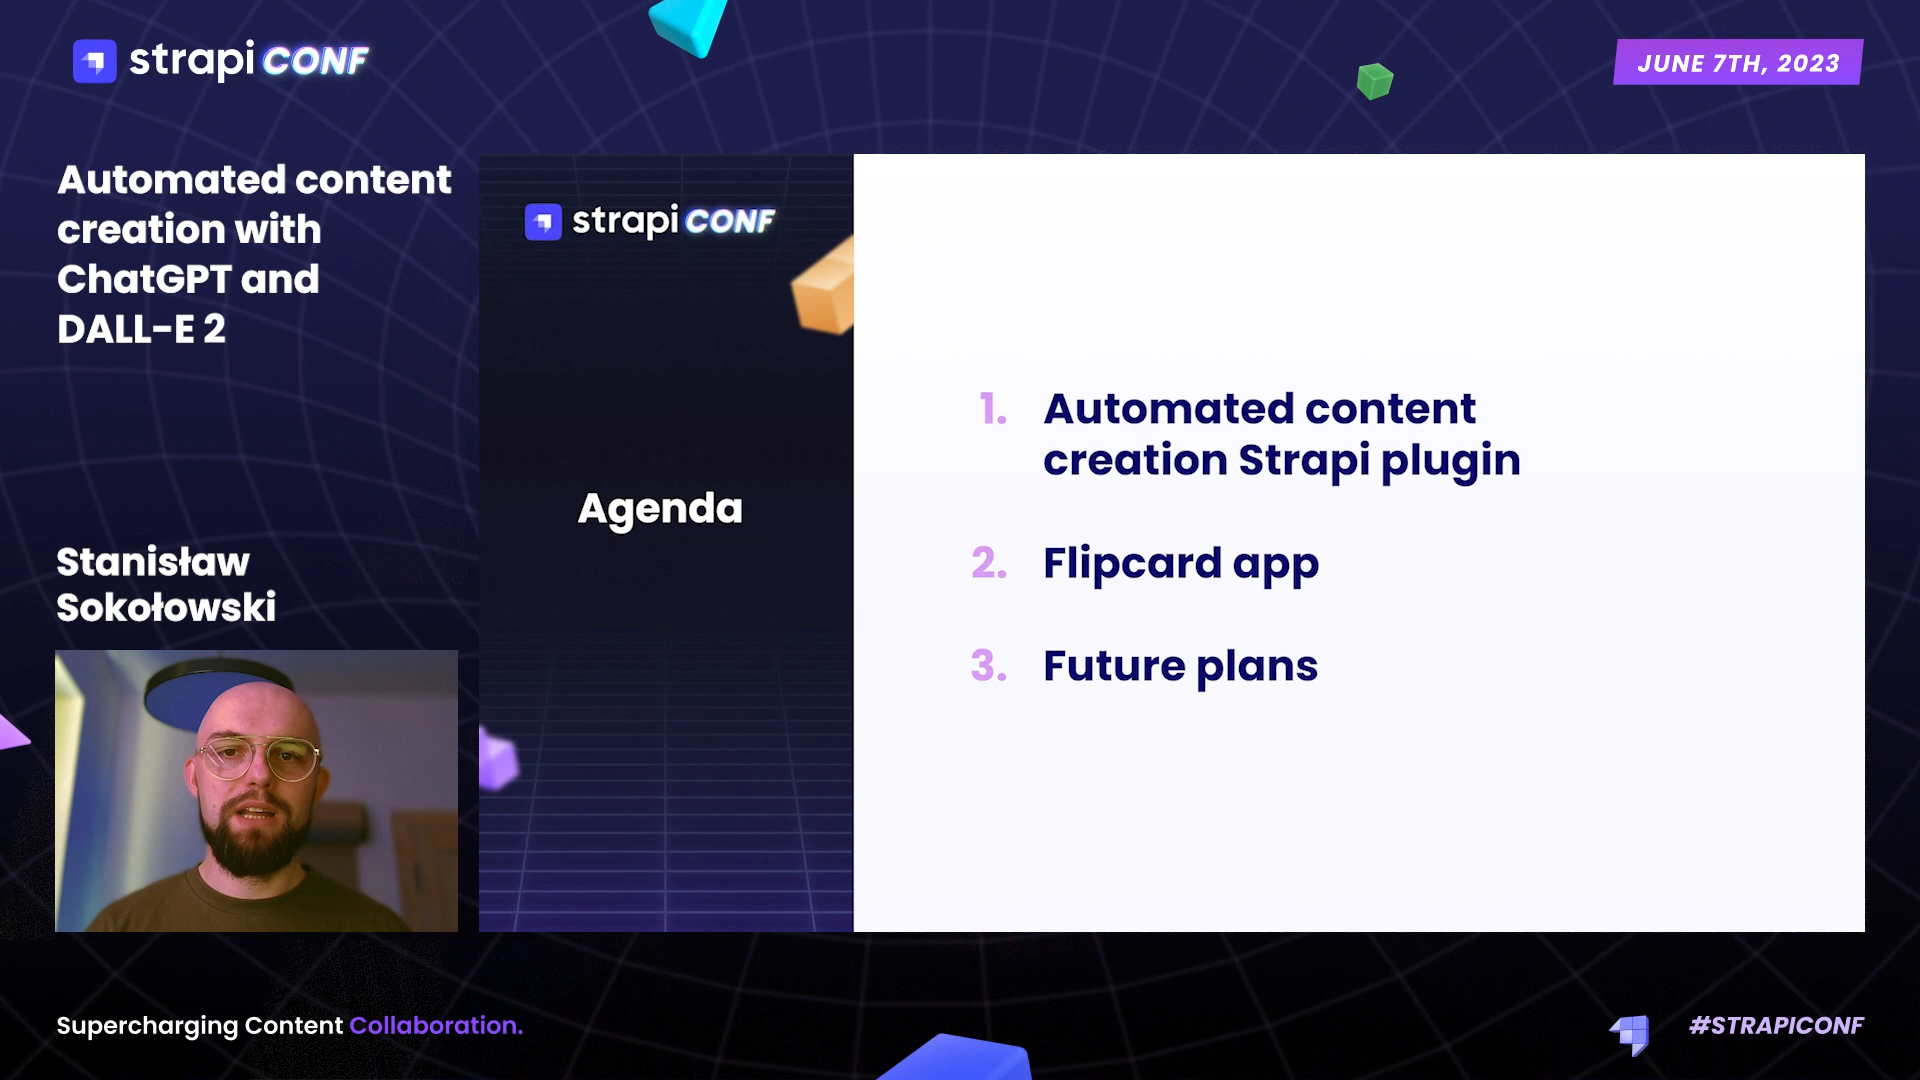 strapi CONF
JUNE 7TH, 2023
Automated content
creation with
ChatGPT and
DALL-E 2
Stanisław
Sokołowski
strapi CONF
Agenda
1. Automated content
creation Strapi plugin
2. Flipcard app
3. Future plans
Supercharging Content Collaboration.
#STRAPICONF